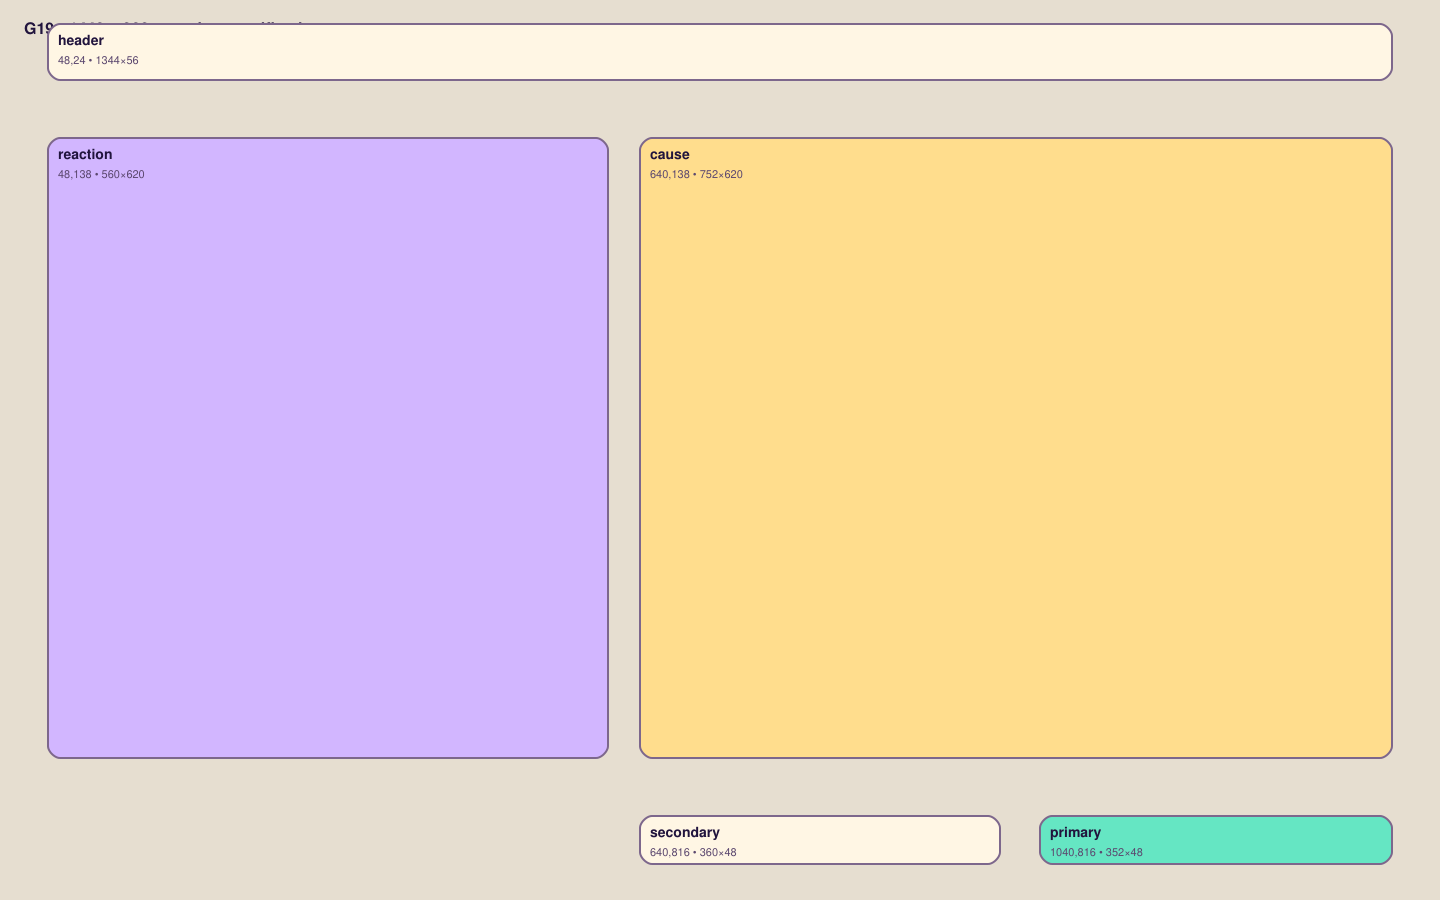 header
48,24 • 1344×56
reaction
48,138 • 560×620
cause
640,138 • 752×620
secondary
640,816 • 360×48
primary
1040,816 • 352×48